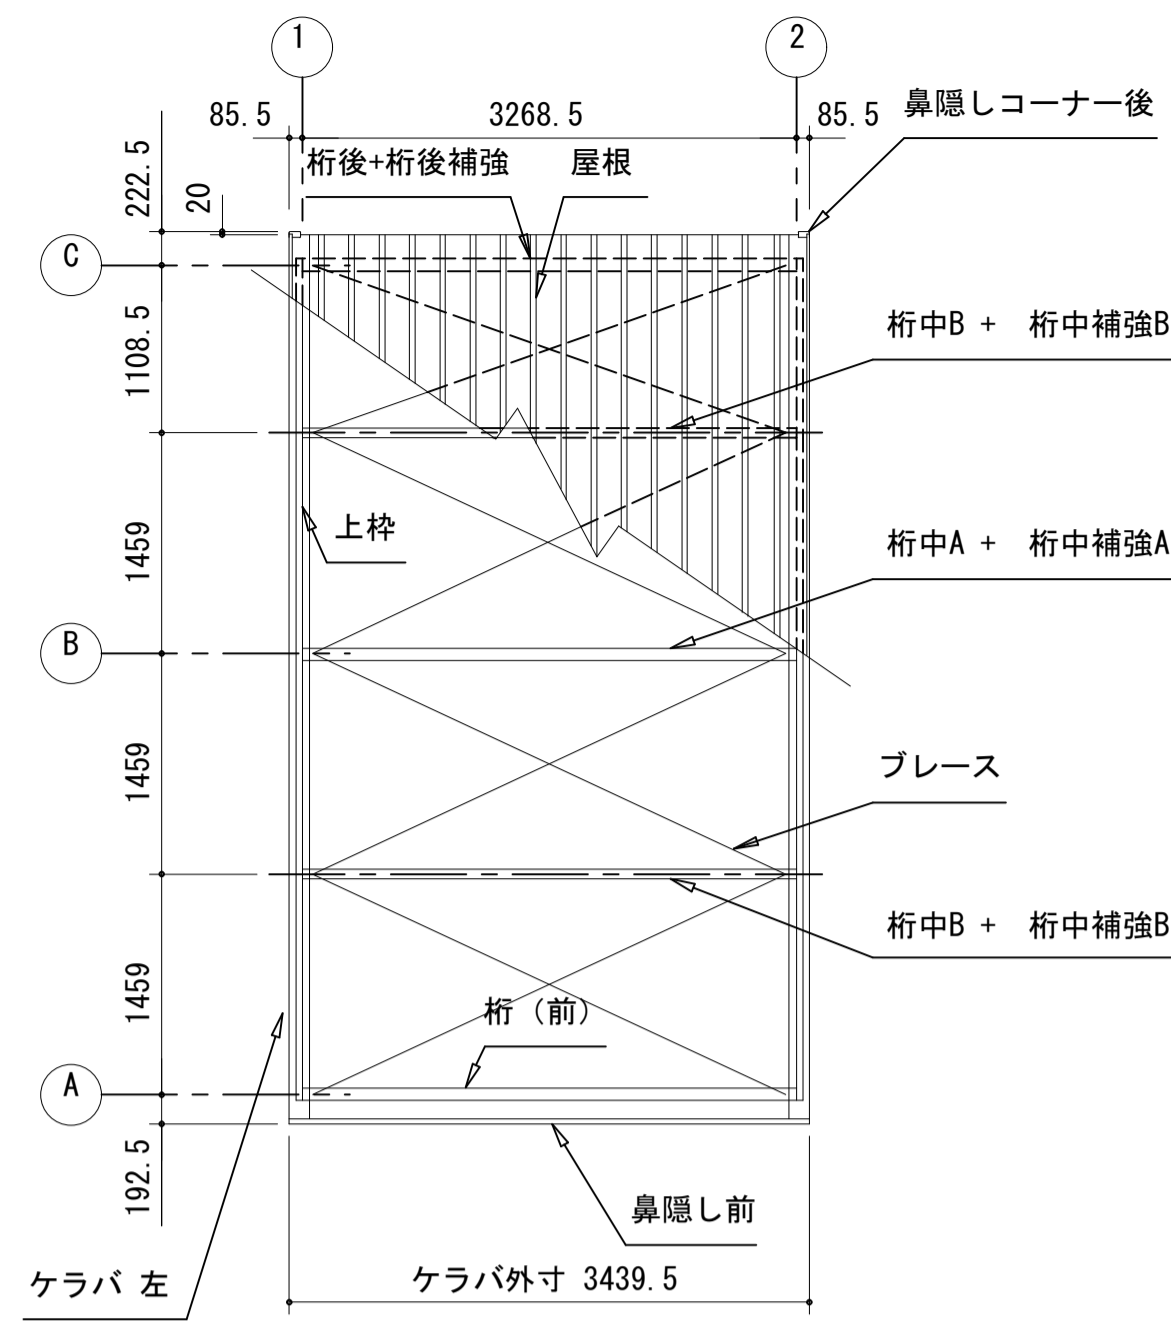 1
2
85.5
3268.5
85.5
鼻隠しコーナー後
桁後+桁後補強
屋根
222.5
20
C
1108.5
桁中B + 桁中補強B
1459
上枠
桁中A + 桁中補強A
B
1459
ブレース
桁中B + 桁中補強B
1459
桁（前）
A
192.5
鼻隠し前
ケラバ 左
ケラバ外寸 3439.5